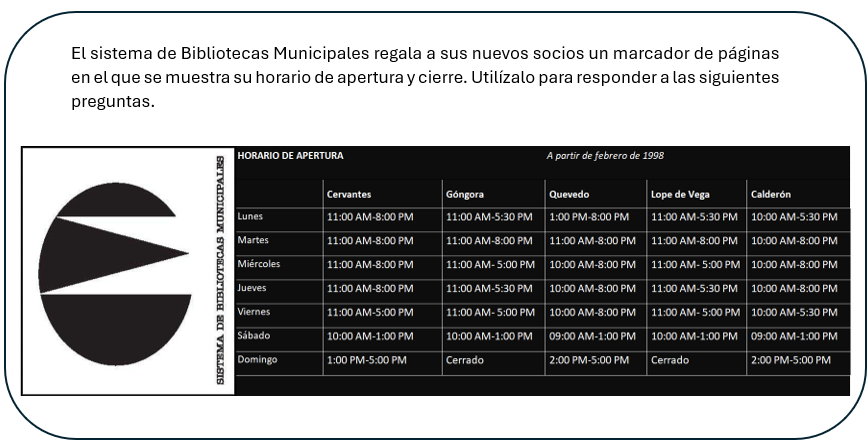 El sistema de Bibliotecas Municipales regala a sus nuevos socios un marcador de páginas
en el que se muestra su horario de apertura y cierre. Utilízalo para responder a las siguientes
preguntas.
SISTEMA DE BIBLIOTECAS MUNICIPALES
HORARIO DE APERTURA A partir de febrero de 1998
Cervantes Góngora Quevedo Lope de Vega Calderón
Lunes 11:00 AM-8:00 PM 11:00 AM-5:30 PM 1:00 PM-8:00 PM 11:00 AM-5:30 PM 10:00 AM-5:30 PM
Martes 11:00 AM-8:00 PM 11:00 AM-8:00 PM 11:00 AM-8:00 PM 11:00 AM-8:00 PM 10:00 AM-8:00 PM
Miércoles 11:00 AM-8:00 PM 11:00 AM- 5:00 PM 10:00 AM-8:00 PM 11:00 AM- 5:00 PM 10:00 AM-8:00 PM
Jueves 11:00 AM-8:00 PM 11:00 AM-5:30 PM 10:00 AM-8:00 PM 11:00 AM-5:30 PM 10:00 AM-8:00 PM
Viernes 11:00 AM-5:00 PM 11:00 AM- 5:00 PM 10:00 AM-8:00 PM 11:00 AM- 5:00 PM 10:00 AM-5:30 PM
Sábado 10:00 AM-1:00 PM 10:00 AM-1:00 PM 09:00 AM-1:00 PM 10:00 AM-1:00 PM 09:00 AM-1:00 PM
Domingo 1:00 PM-5:00 PM Cerrado 2:00 PM-5:00 PM Cerrado 2:00 PM-5:00 PM